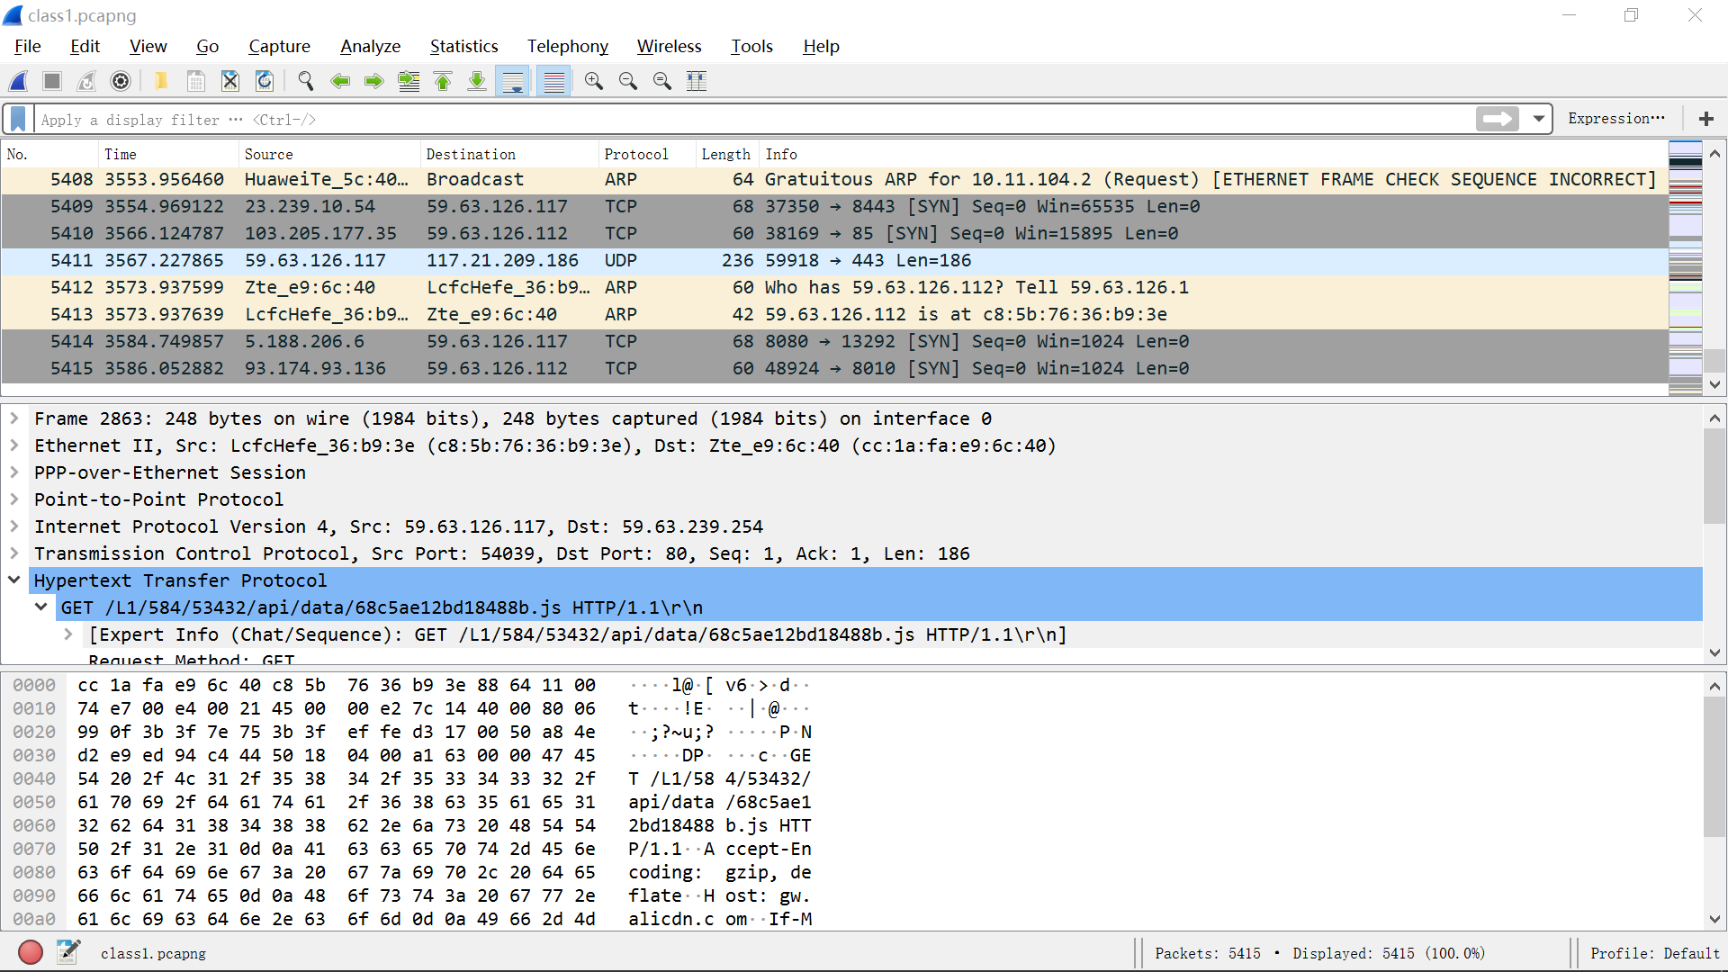 class1.pcapng
File Edit View Go Capture Analyze Statistics Telephony Wireless Tools Help
Apply a display filter ··· <Ctrl-/> Expression···  +
No. Time Source Destination Protocol Length Info
5408 3553.956460 HuaweiTe_5c:40… Broadcast ARP 64 Gratuitous ARP for 10.11.104.2 (Request) [ETHERNET FRAME CHECK SEQUENCE INCORRECT]
5409 3554.969122 23.239.10.54 59.63.126.117 TCP 68 37350 → 8443 [SYN] Seq=0 Win=65535 Len=0
5410 3566.124787 103.205.177.35 59.63.126.112 TCP 60 38169 → 85 [SYN] Seq=0 Win=15895 Len=0
5411 3567.227865 59.63.126.117 117.21.209.186 UDP 236 59918 → 443 Len=186
5412 3573.937599 Zte_e9:6c:40 LcfcHefe_36:b9… ARP 60 Who has 59.63.126.112? Tell 59.63.126.1
5413 3573.937639 LcfcHefe_36:b9… Zte_e9:6c:40 ARP 42 59.63.126.112 is at c8:5b:76:36:b9:3e
5414 3584.749857 5.188.206.6 59.63.126.117 TCP 68 8080 → 13292 [SYN] Seq=0 Win=1024 Len=0
5415 3586.052882 93.174.93.136 59.63.126.112 TCP 60 48924 → 8010 [SYN] Seq=0 Win=1024 Len=0
Frame 2863: 248 bytes on wire (1984 bits), 248 bytes captured (1984 bits) on interface 0
Ethernet II, Src: LcfcHefe_36:b9:3e (c8:5b:76:36:b9:3e), Dst: Zte_e9:6c:40 (cc:1a:fa:e9:6c:40)
PPP-over-Ethernet Session
Point-to-Point Protocol
Internet Protocol Version 4, Src: 59.63.126.117, Dst: 59.63.239.254
Transmission Control Protocol, Src Port: 54039, Dst Port: 80, Seq: 1, Ack: 1, Len: 186
Hypertext Transfer Protocol
GET /L1/584/53432/api/data/68c5ae12bd18488b.js HTTP/1.1\r\n
[Expert Info (Chat/Sequence): GET /L1/584/53432/api/data/68c5ae12bd18488b.js HTTP/1.1\r\n]
Request Method: GET
0000 cc 1a fa e9 6c 40 c8 5b 76 36 b9 3e 88 64 11 00 ····l@·[ v6·>·d··
0010 74 e7 00 e4 00 21 45 00 00 e2 7c 14 40 00 80 06 t····!E· ··|·@···
0020 99 0f 3b 3f 7e 75 3b 3f ef fe d3 17 00 50 a8 4e ··;?~u;? ·····P·N
0030 d2 e9 ed 94 c4 44 50 18 04 00 a1 63 00 00 47 45 ·····DP· ···c··GE
0040 54 20 2f 4c 31 2f 35 38 34 2f 35 33 34 33 32 2f T /L1/58 4/53432/
0050 61 70 69 2f 64 61 74 61 2f 36 38 63 35 61 65 31 api/data /68c5ae1
0060 32 62 64 31 38 34 38 38 62 2e 6a 73 20 48 54 54 2bd18488 b.js HTT
0070 50 2f 31 2e 31 0d 0a 41 63 63 65 70 74 2d 45 6e P/1.1··A ccept-En
0080 63 6f 64 69 6e 67 3a 20 67 7a 69 70 2c 20 64 65 coding: gzip, de
0090 66 6c 61 74 65 0d 0a 48 6f 73 74 3a 20 67 77 2e flate··H ost: gw.
00a0 61 6c 69 63 64 6e 2e 63 6f 6d 0d 0a 49 66 2d 4d alicdn.c om··If-M
class1.pcapng Packets: 5415 · Displayed: 5415 (100.0%) Profile: Default